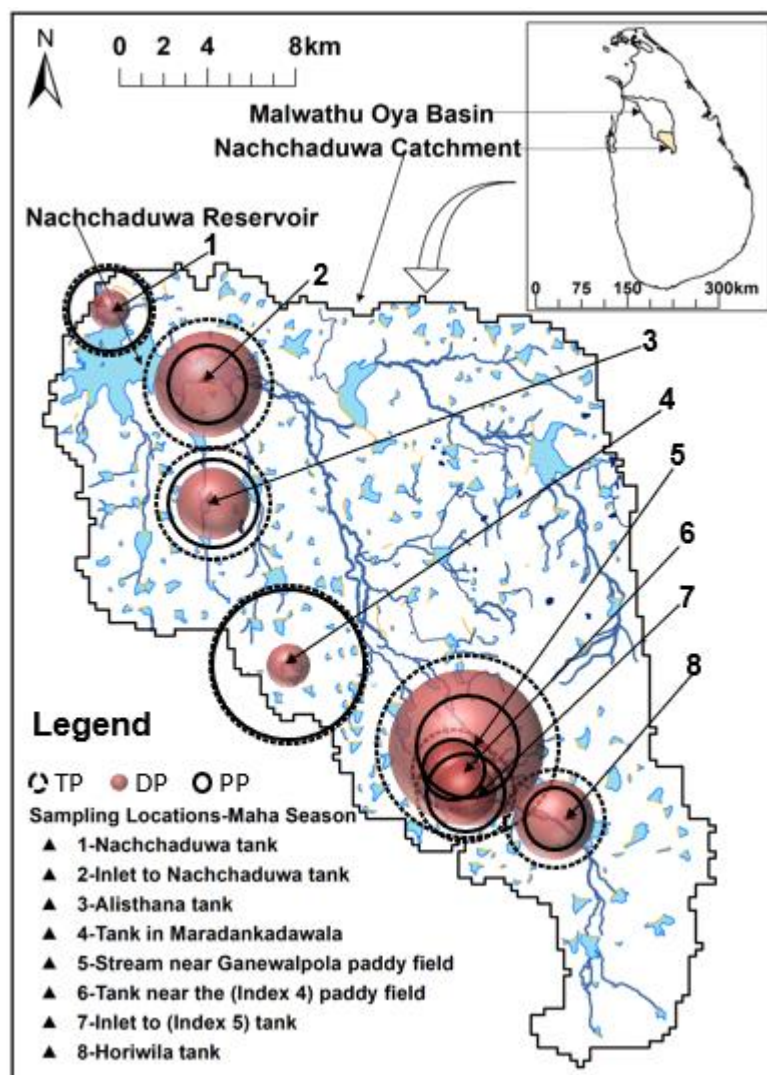 N
0 2 4 8km
Malwathu Oya Basin
Nachchaduwa Catchment
0 150 300km
Nachchaduwa Reservoir
1
2
3
4
5
6
7
8
Legend
TP DP PP
Sampling Locations-Maha Season
1-Nachchaduwa tank
2-Inlet to Nachchaduwa tank
3-Alisthana tank
4-Tank in Maradankadawala
5-Stream near Ganewalpola paddy field
6-Tank near the (Index 4) paddy field
7-Inlet to (Index 5) tank
8-Horiwila tank